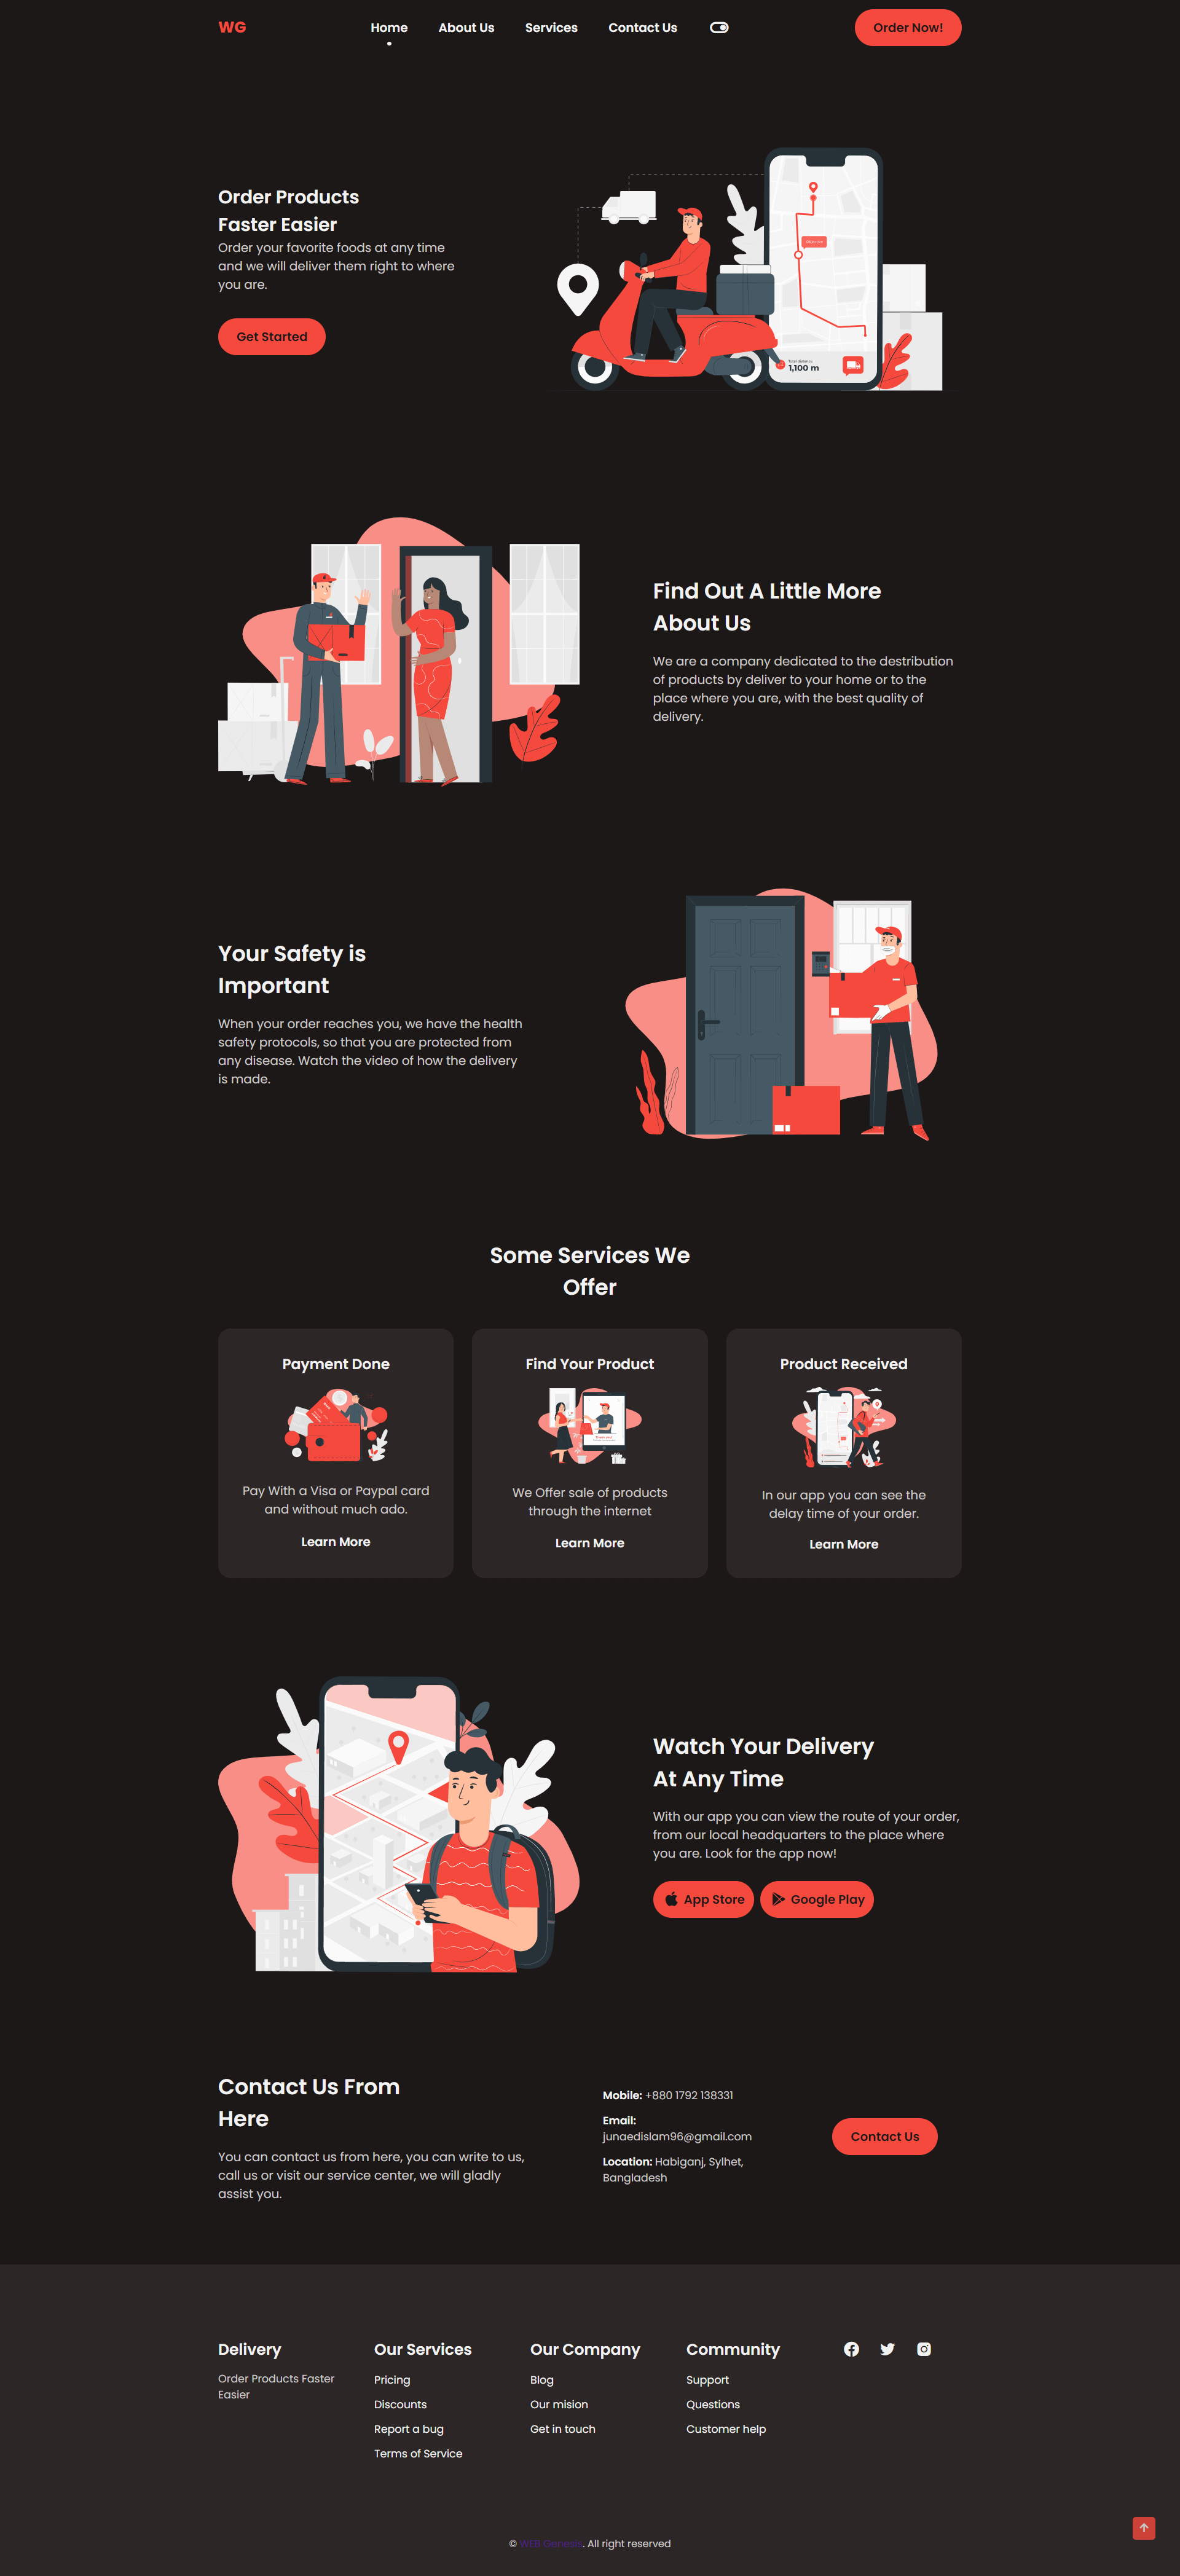 WG
Home
About Us
Services
Contact Us
Order Now!
Order Products
Faster Easier
Order your favorite foods at any time
and we will deliver them right to where
you are.
Get Started
Total distance
1,100 m
Find Out A Little More
About Us
We are a company dedicated to the destribution
of products by deliver to your home or to the
place where you are, with the best quality of
delivery.
Your Safety is
Important
When your order reaches you, we have the health
safety protocols, so that you are protected from
any disease. Watch the video of how the delivery
is made.
Some Services We
Offer
Payment Done
Pay With a Visa or Paypal card
and without much ado.
Learn More
Find Your Product
We Offer sale of products
through the internet
Learn More
Product Received
In our app you can see the
delay time of your order.
Learn More
Watch Your Delivery
At Any Time
With our app you can view the route of your order,
from our local headquarters to the place where
you are. Look for the app now!
App Store
Google Play
Contact Us From
Here
You can contact us from here, you can write to us,
call us or visit our service center, we will gladly
assist you.
Mobile: +880 1792 138331
Email:
junaedislam96@gmail.com
Location: Habiganj, Sylhet,
Bangladesh
Contact Us
Delivery
Order Products Faster
Easier
Our Services
Pricing
Discounts
Report a bug
Terms of Service
Our Company
Blog
Our mision
Get in touch
Community
Support
Questions
Customer help
© WEB Genesis. All right reserved